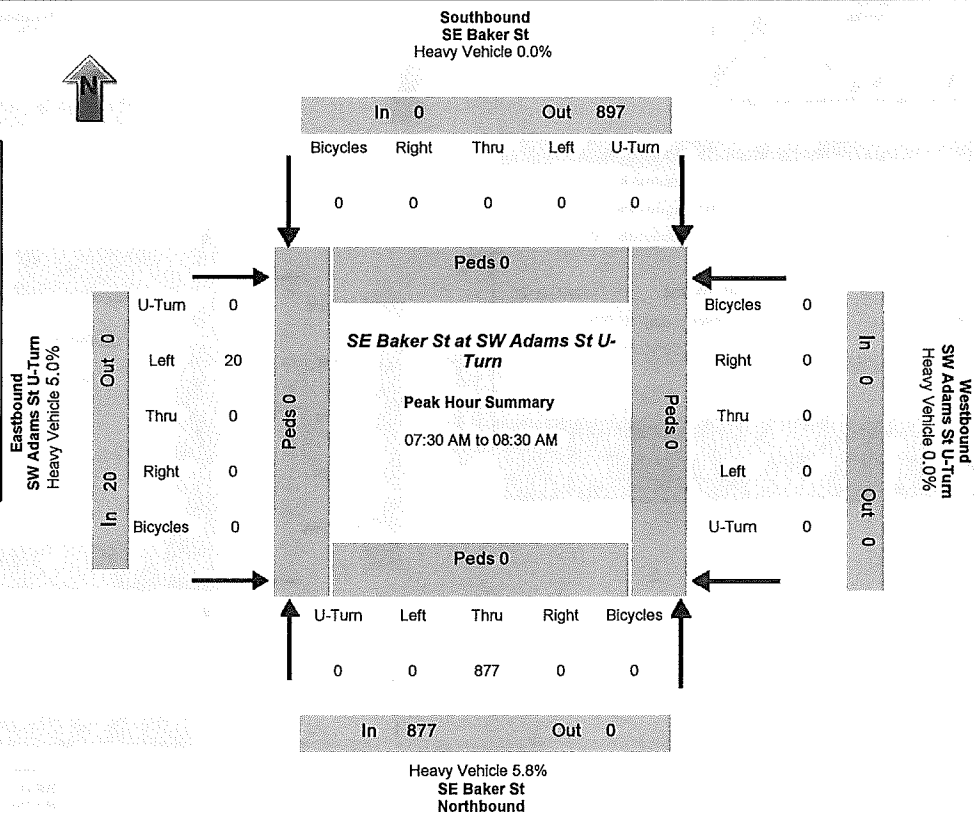 Southbound
SE Baker St
Heavy Vehicle 0.0%
N
In 0 Out 897
Bicycles Right Thru Left U-Turn
0 0 0 0 0
Peds 0
Eastbound
SW Adams St U-Turn
Heavy Vehicle 5.0%
In 20 Out 0
U-Turn 0
Left 20
Thru 0
Right 0
Bicycles 0
Peds 0
SE Baker St at SW Adams St U-
Turn
Peak Hour Summary
07:30 AM to 08:30 AM
Peds 0
Bicycles 0
Right 0
Thru 0
Left 0
U-Turn 0
In 0 Out 0
Westbound
SW Adams St U-Turn
Heavy Vehicle 0.0%
Peds 0
U-Turn Left Thru Right Bicycles
0 0 877 0 0
In 877 Out 0
Heavy Vehicle 5.8%
SE Baker St
Northbound